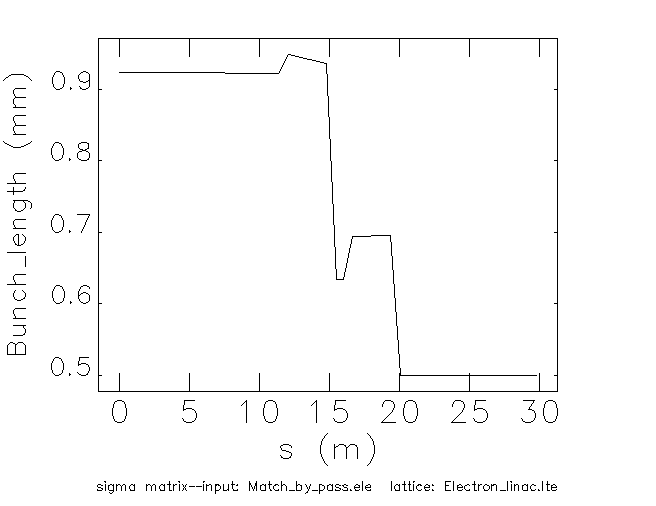 Bunch_length (mm)
0.9
0.8
0.7
0.6
0.5
0 5 10 15 20 25 30
s (m)
sigma matrix--input: Match_by_pass.ele lattice: Electron_linac.lte